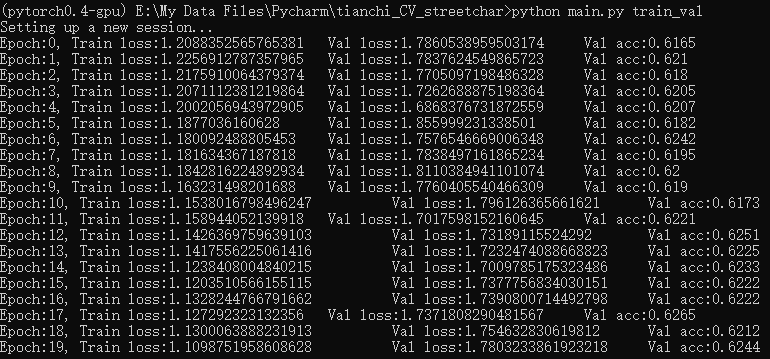 (pytorch0.4-gpu) E:\My Data Files\Pycharm\tianchi_CV_streetchar>python main.py train_val
Setting up a new session...
Epoch:0, Train loss:1.2088352565765381 Val loss:1.7860538959503174 Val acc:0.6165
Epoch:1, Train loss:1.2256912787357965 Val loss:1.7837624549865723 Val acc:0.621
Epoch:2, Train loss:1.2175910064379374 Val loss:1.7705097198486328 Val acc:0.618
Epoch:3, Train loss:1.2071112381219864 Val loss:1.7262688875198364 Val acc:0.6205
Epoch:4, Train loss:1.2002056943972905 Val loss:1.6868376731872559 Val acc:0.6207
Epoch:5, Train loss:1.1877036160628 Val loss:1.855999231338501 Val acc:0.6182
Epoch:6, Train loss:1.180092488805453 Val loss:1.7576546669006348 Val acc:0.6242
Epoch:7, Train loss:1.181634367187818 Val loss:1.7838497161865234 Val acc:0.6195
Epoch:8, Train loss:1.1842816224892934 Val loss:1.8110384941101074 Val acc:0.62
Epoch:9, Train loss:1.163231498201688 Val loss:1.7760405540466309 Val acc:0.619
Epoch:10, Train loss:1.1538016798496247 Val loss:1.796126365661621 Val acc:0.6173
Epoch:11, Train loss:1.158944052139918 Val loss:1.7017598152160645 Val acc:0.6221
Epoch:12, Train loss:1.1426369759639103 Val loss:1.73189115524292 Val acc:0.6251
Epoch:13, Train loss:1.1417556225061416 Val loss:1.7232474088668823 Val acc:0.6225
Epoch:14, Train loss:1.1238408004840215 Val loss:1.7009785175323486 Val acc:0.6233
Epoch:15, Train loss:1.1203510566155115 Val loss:1.7377756834030151 Val acc:0.6222
Epoch:16, Train loss:1.1328244766791662 Val loss:1.7390800714492798 Val acc:0.6222
Epoch:17, Train loss:1.127292323132356 Val loss:1.7371808290481567 Val acc:0.6265
Epoch:18, Train loss:1.1300063888231913 Val loss:1.754632830619812 Val acc:0.6212
Epoch:19, Train loss:1.1098751958608628 Val loss:1.7803233861923218 Val acc:0.6244